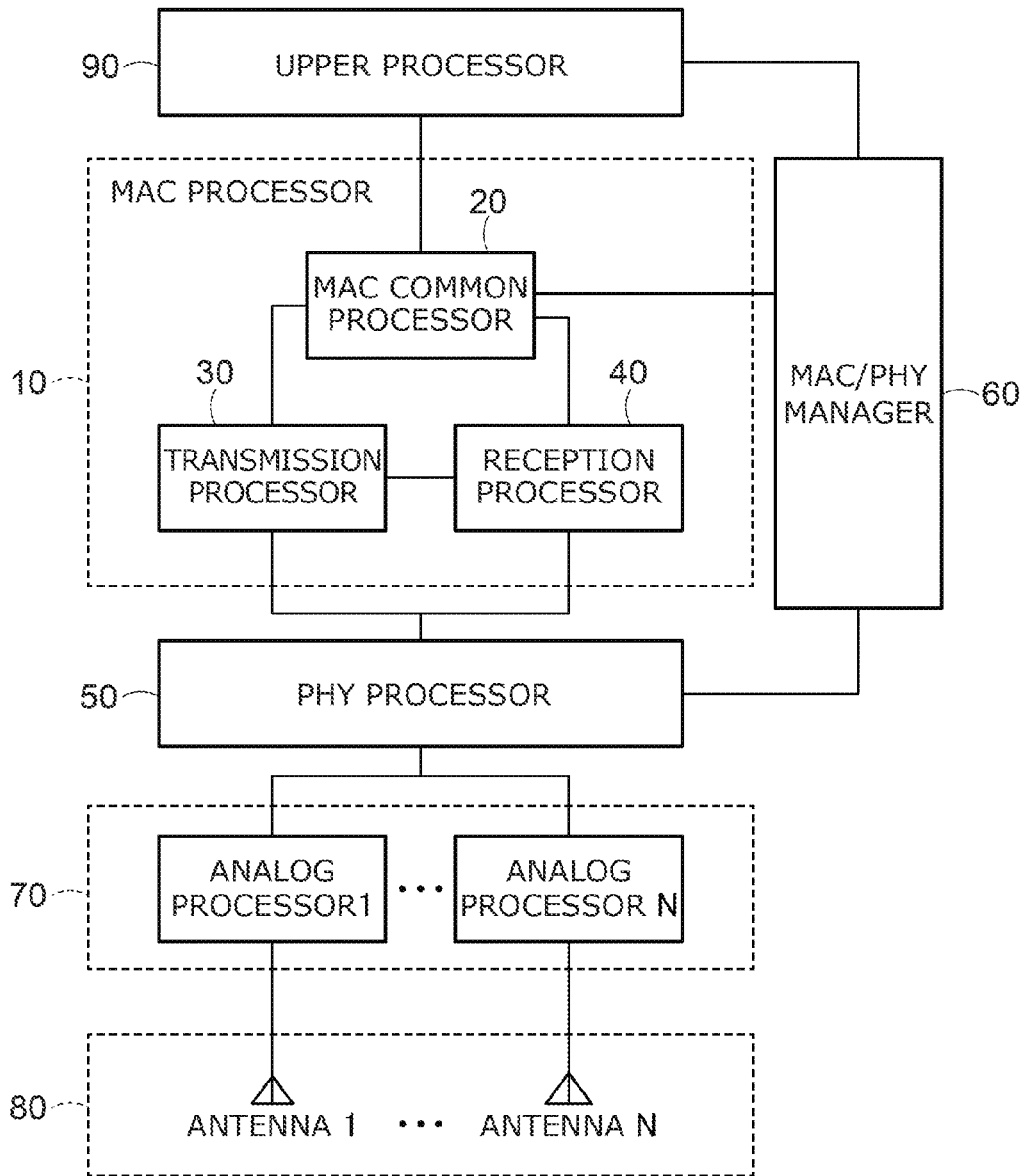 90
UPPER PROCESSOR
MAC PROCESSOR
20
MAC COMMON
PROCESSOR
10
30
40
MAC/PHY
MANAGER
60
TRANSMISSION
PROCESSOR
RECEPTION
PROCESSOR
50
PHY PROCESSOR
70
ANALOG
PROCESSOR1
•••
ANALOG
PROCESSOR N
80
ANTENNA 1 ••• ANTENNA N